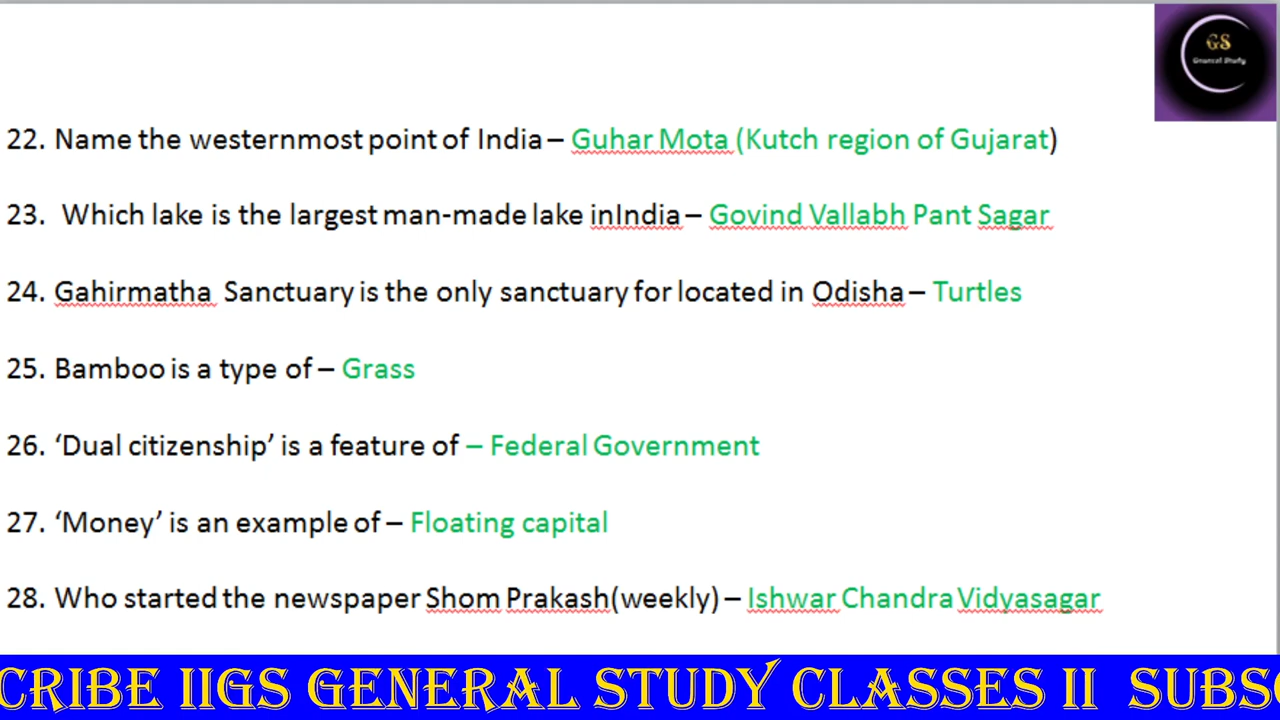 GS
General Study
22. Name the westernmost point of India – Guhar Mota (Kutch region of Gujarat)
23. Which lake is the largest man-made lake inIndia – Govind Vallabh Pant Sagar
24. Gahirmatha Sanctuary is the only sanctuary for located in Odisha – Turtles
25. Bamboo is a type of – Grass
26. ‘Dual citizenship’ is a feature of – Federal Government
27. ‘Money’ is an example of – Floating capital
28. Who started the newspaper Shom Prakash(weekly) – Ishwar Chandra Vidyasagar
CRIBE IIGS GENERAL STUDY CLASSES II SUBSC